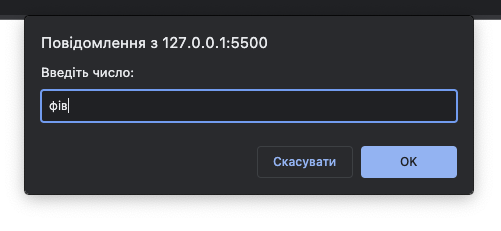 Повідомлення з 127.0.0.1:5500
Введіть число:
фів
Скасувати OK